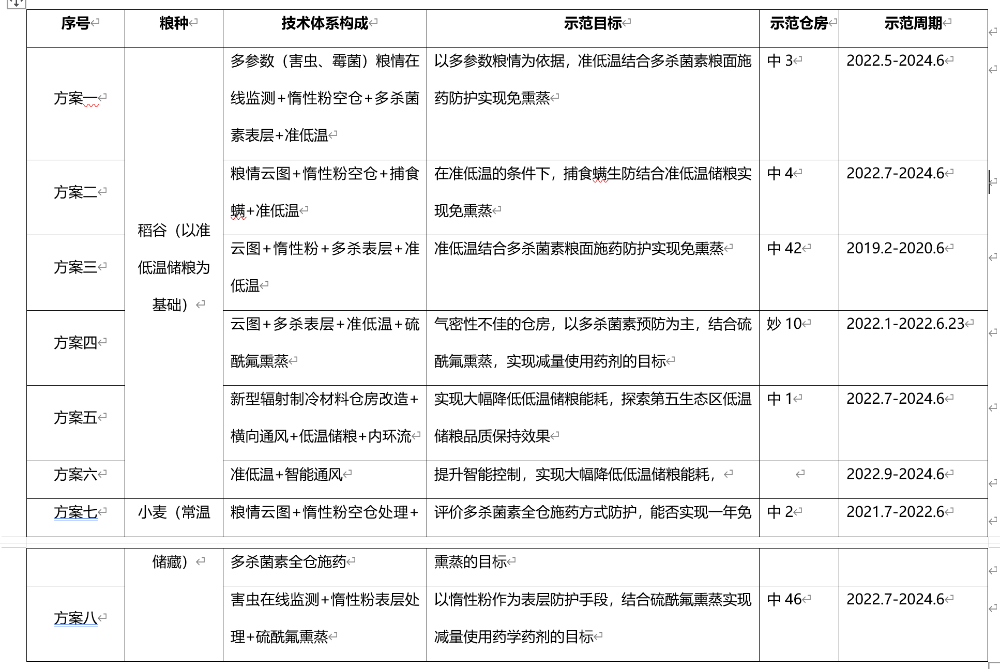 序号 粮种 技术体系构成 示范目标 示范仓房 示范周期
方案一
稻谷（以准
低温储粮为
基础）
多参数（害虫、霉菌）粮情在
线监测+惰性粉空仓+多杀菌
素表层+准低温
以多参数粮情为依据，准低温结合多杀菌素粮面施
药防护实现免熏蒸
中 3
2022.5-2024.6
方案二
粮情云图+惰性粉空仓+捕食
螨+准低温
在准低温的条件下，捕食螨生防结合准低温储粮实
现免熏蒸
中 4
2022.7-2024.6
方案三
云图+惰性粉+多杀表层+准
低温
准低温结合多杀菌素粮面施药防护实现免熏蒸
中 42
2019.2-2020.6
方案四
云图+多杀表层+准低温+硫
酰氟熏蒸
气密性不佳的仓房，以多杀菌素预防为主，结合硫
酰氟熏蒸，实现减量使用药剂的目标
妙 10
2022.1-2022.6.23
方案五
新型辐射制冷材料仓房改造+
横向通风+低温储粮+内环流
实现大幅降低低温储粮能耗，探索第五生态区低温
储粮品质保持效果
中 1
2022.7-2024.6
方案六
准低温+智能通风
提升智能控制，实现大幅降低低温储粮能耗，
2022.9-2024.6
方案七
小麦（常温
储藏）
粮情云图+惰性粉空仓处理+
多杀菌素全仓施药
评价多杀菌素全仓施药方式防护，能否实现一年免
熏蒸的目标
中 2
2021.7-2022.6
方案八
害虫在线监测+惰性粉表层处
理+硫酰氟熏蒸
以惰性粉作为表层防护手段，结合硫酰氟熏蒸实现
减量使用药学药剂的目标
中 46
2022.7-2024.6